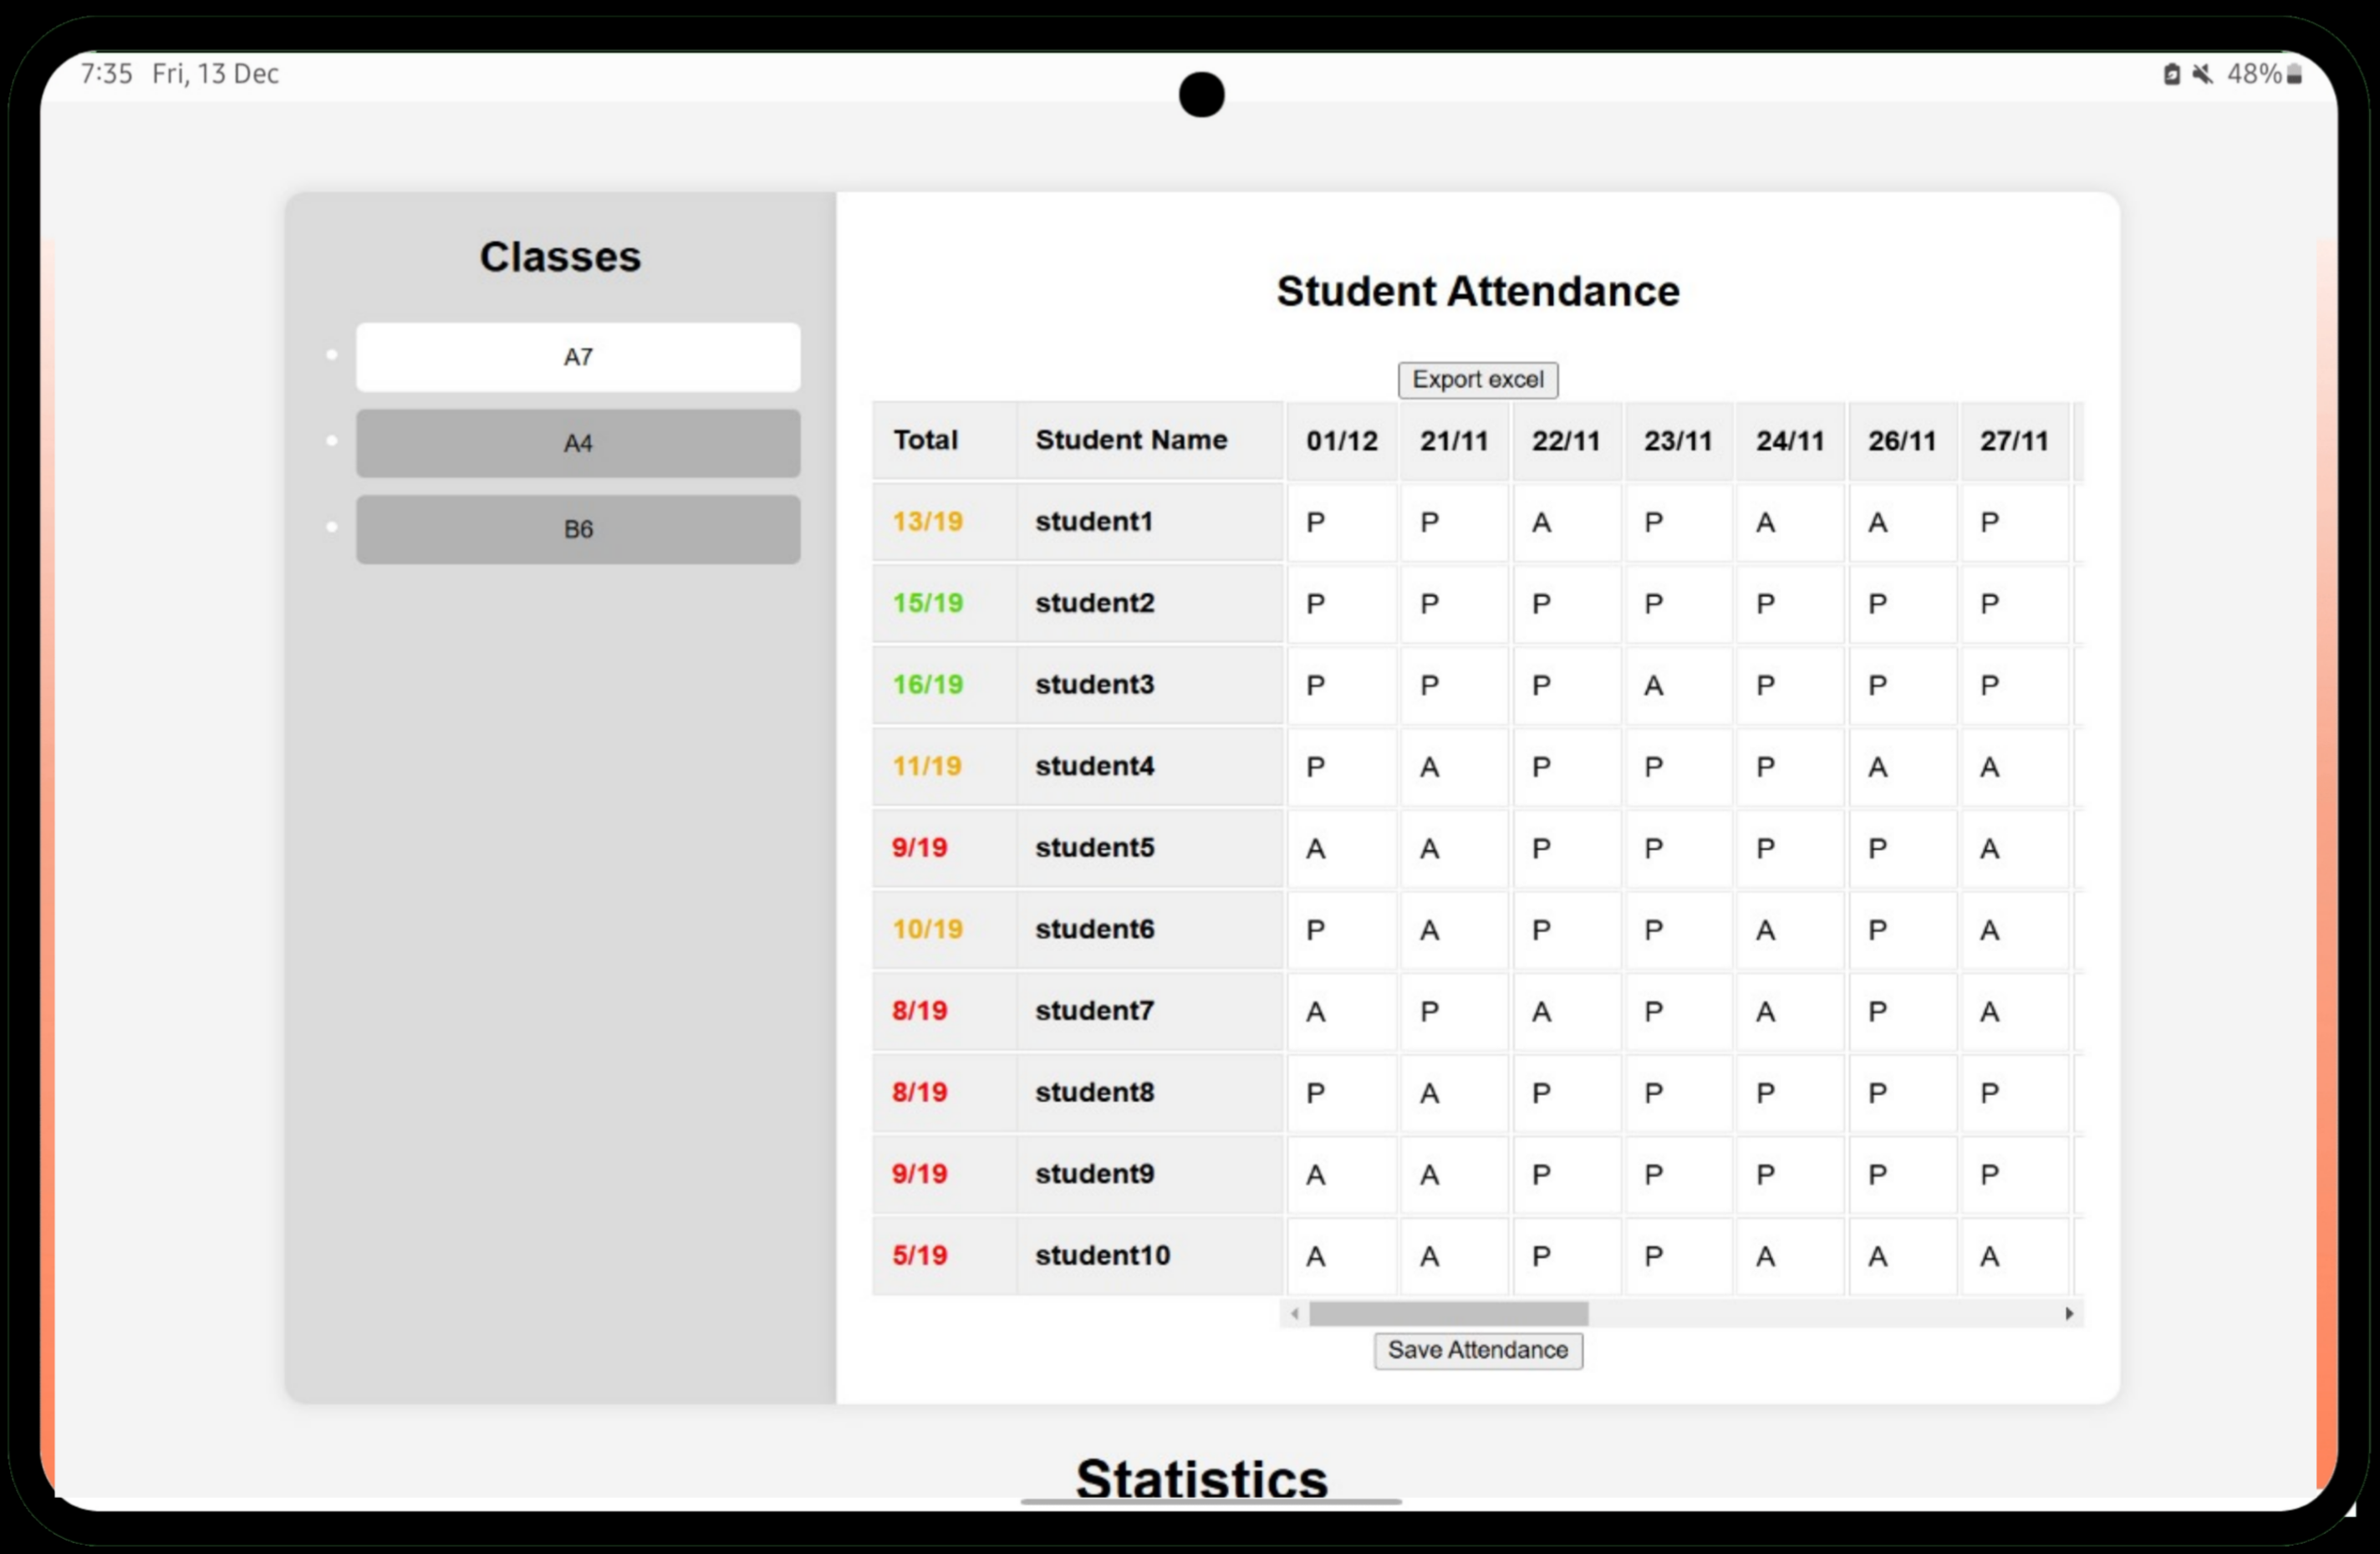 7:35 Fri, 13 Dec
48%
Classes
A7
A4
B6
Student Attendance
Export excel
Total Student Name 01/12 21/11 22/11 23/11 24/11 26/11 27/11
13/19 student1 P P A P A A P
15/19 student2 P P P P P P P
16/19 student3 P P P A P P P
11/19 student4 P A P P P A A
9/19 student5 A A P P P P A
10/19 student6 P A P P A P A
8/19 student7 A P A P A P A
8/19 student8 P A P P P P P
9/19 student9 A A P P P P P
5/19 student10 A A P P A A A
Save Attendance
Statistics